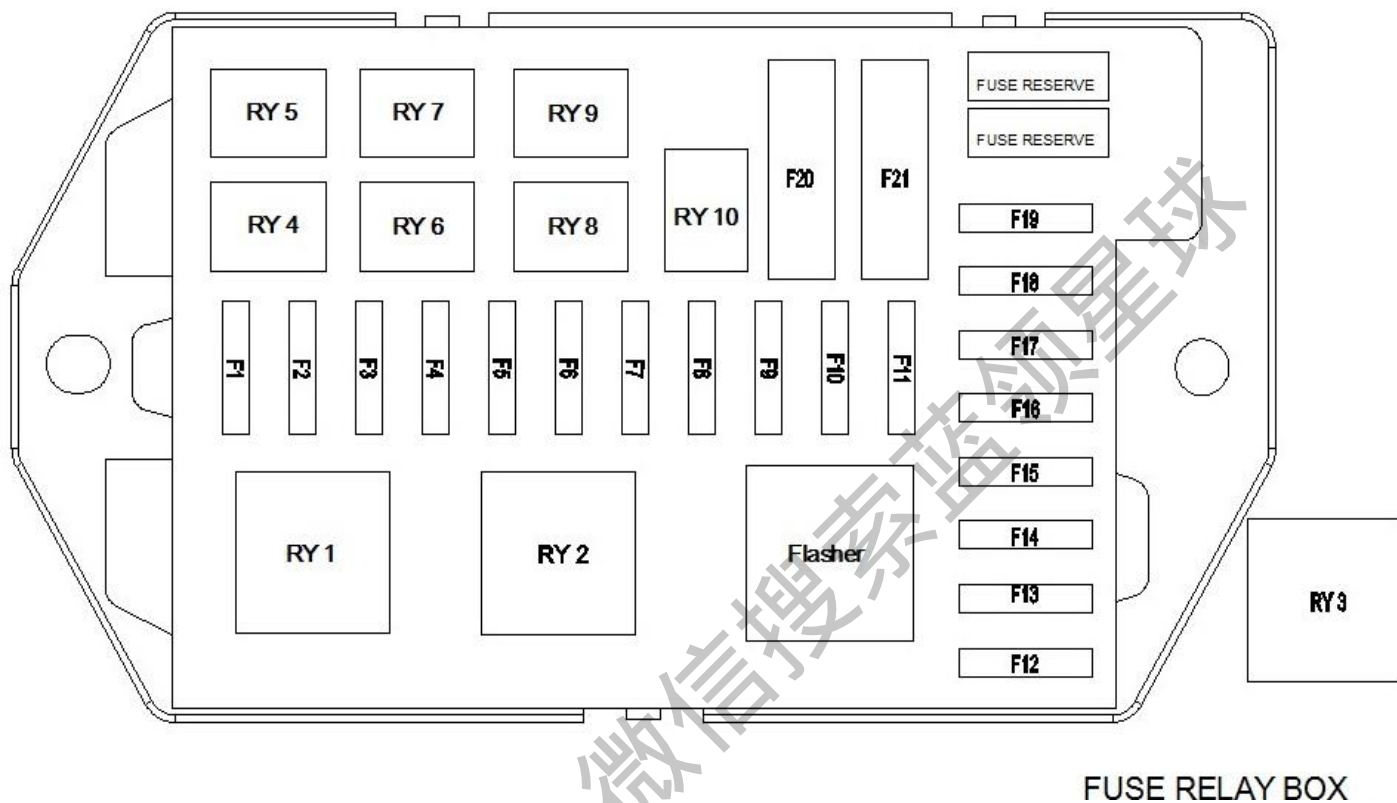 RY 5
RY 7
RY 9
FUSE RESERVE
FUSE RESERVE
F20
F21
RY 4
RY 6
RY 8
RY 10
F19
F18
F1
F2
F3
F4
F5
F6
F7
F8
F9
F10
F11
F17
F16
F15
RY 1
RY 2
Flasher
F14
F13
F12
RY 3
FUSE RELAY BOX
微信搜索蓝领星球